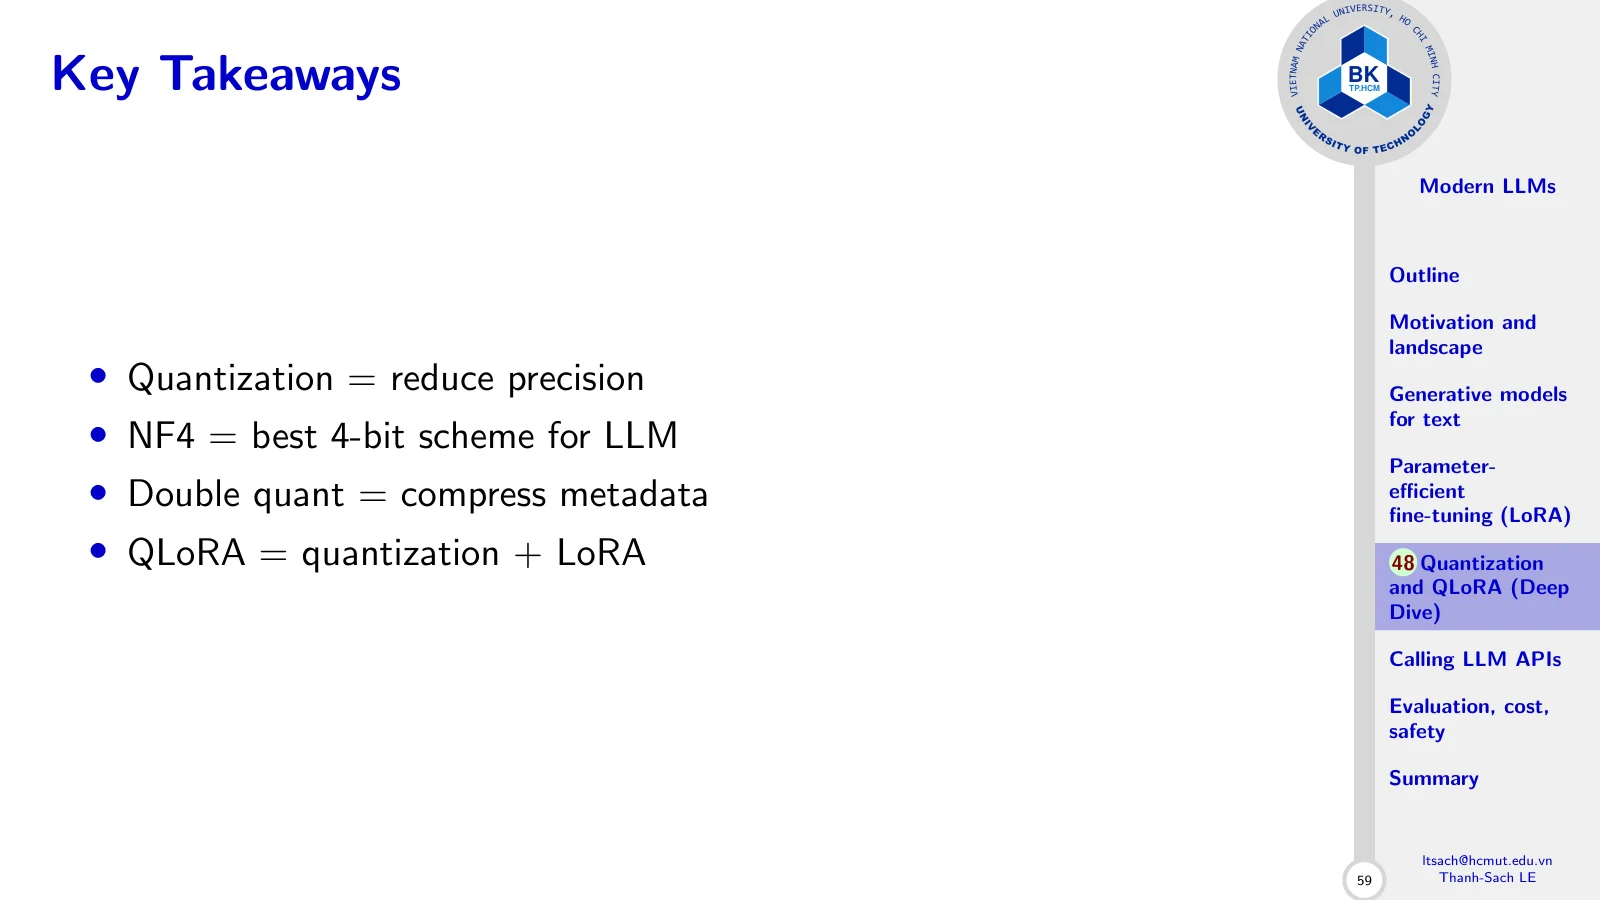 Key Takeaways
• Quantization = reduce precision
• NF4 = best 4-bit scheme for LLM
• Double quant = compress metadata
• QLoRA = quantization + LoRA
VIETNAM NATIONAL UNIVERSITY, HO CHI MINH CITY
BK
TP.HCM
UNIVERSITY OF TECHNOLOGY
Modern LLMs
Outline
Motivation and
landscape
Generative models
for text
Parameter-
efficient
fine-tuning (LoRA)
48 Quantization
and QLoRA (Deep
Dive)
Calling LLM APIs
Evaluation, cost,
safety
Summary
ltsach@hcmut.edu.vn
Thanh-Sach LE
59